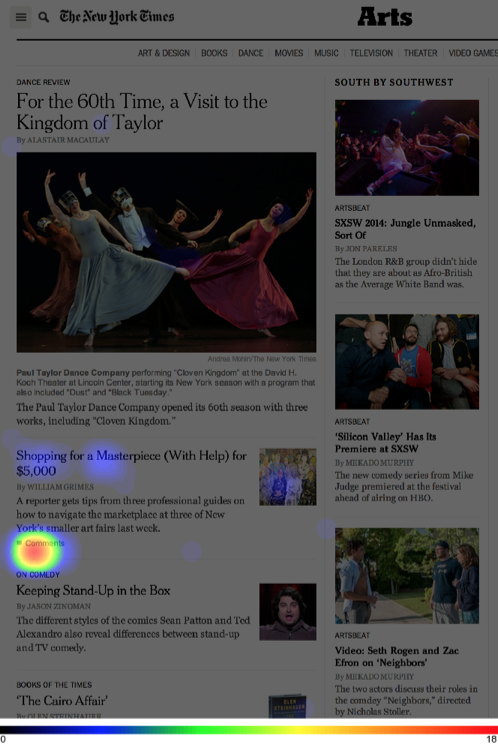 The New York Times
Arts
ART & DESIGN
BOOKS
DANCE
MOVIES
MUSIC
TELEVISION
THEATER
VIDEO GAMES
DANCE REVIEW
For the 60th Time, a Visit to the
Kingdom of Taylor
By ALASTAIR MACAULAY
Andrea Mohin/The New York Times
Paul Taylor Dance Company performing “Cloven Kingdom” at the David H.
Koch Theater at Lincoln Center, starting its New York season with a program that
also included “Dust” and “Black Tuesday.”
The Paul Taylor Dance Company opened its 60th season with three
works, including “Cloven Kingdom.”
Shopping for a Masterpiece (With Help) for
$5,000
By WILLIAM GRIMES
A reporter gets tips from three professional guides on
how to navigate the marketplace at three of New
York’s smaller art fairs last week.
Comments
ON COMEDY
Keeping Stand-Up in the Box
By JASON ZINOMAN
The different styles of the comics Sean Patton and Ted
Alexandro also reveal differences between stand-up
and TV comedy.
BOOKS OF THE TIMES
‘The Cairo Affair’
By OLEN STEINHAUER
OLEN
STEINHAUER
SOUTH BY SOUTHWEST
ARTSBEAT
SXSW 2014: Jungle Unmasked,
Sort Of
By JON PARELES
The London R&B group didn’t hide
that they are about as Afro-British
as the Average White Band was.
ARTSBEAT
‘Silicon Valley’ Has Its
Premiere at SXSW
By MEKADO MURPHY
The new comedy series from Mike
Judge premiered at the festival
ahead of airing on HBO.
ARTSBEAT
Video: Seth Rogen and Zac
Efron on ‘Neighbors’
By MEKADO MURPHY
The two actors discuss their roles in
the comdey “Neighbors,” directed
by Nicholas Stoller.
0
18